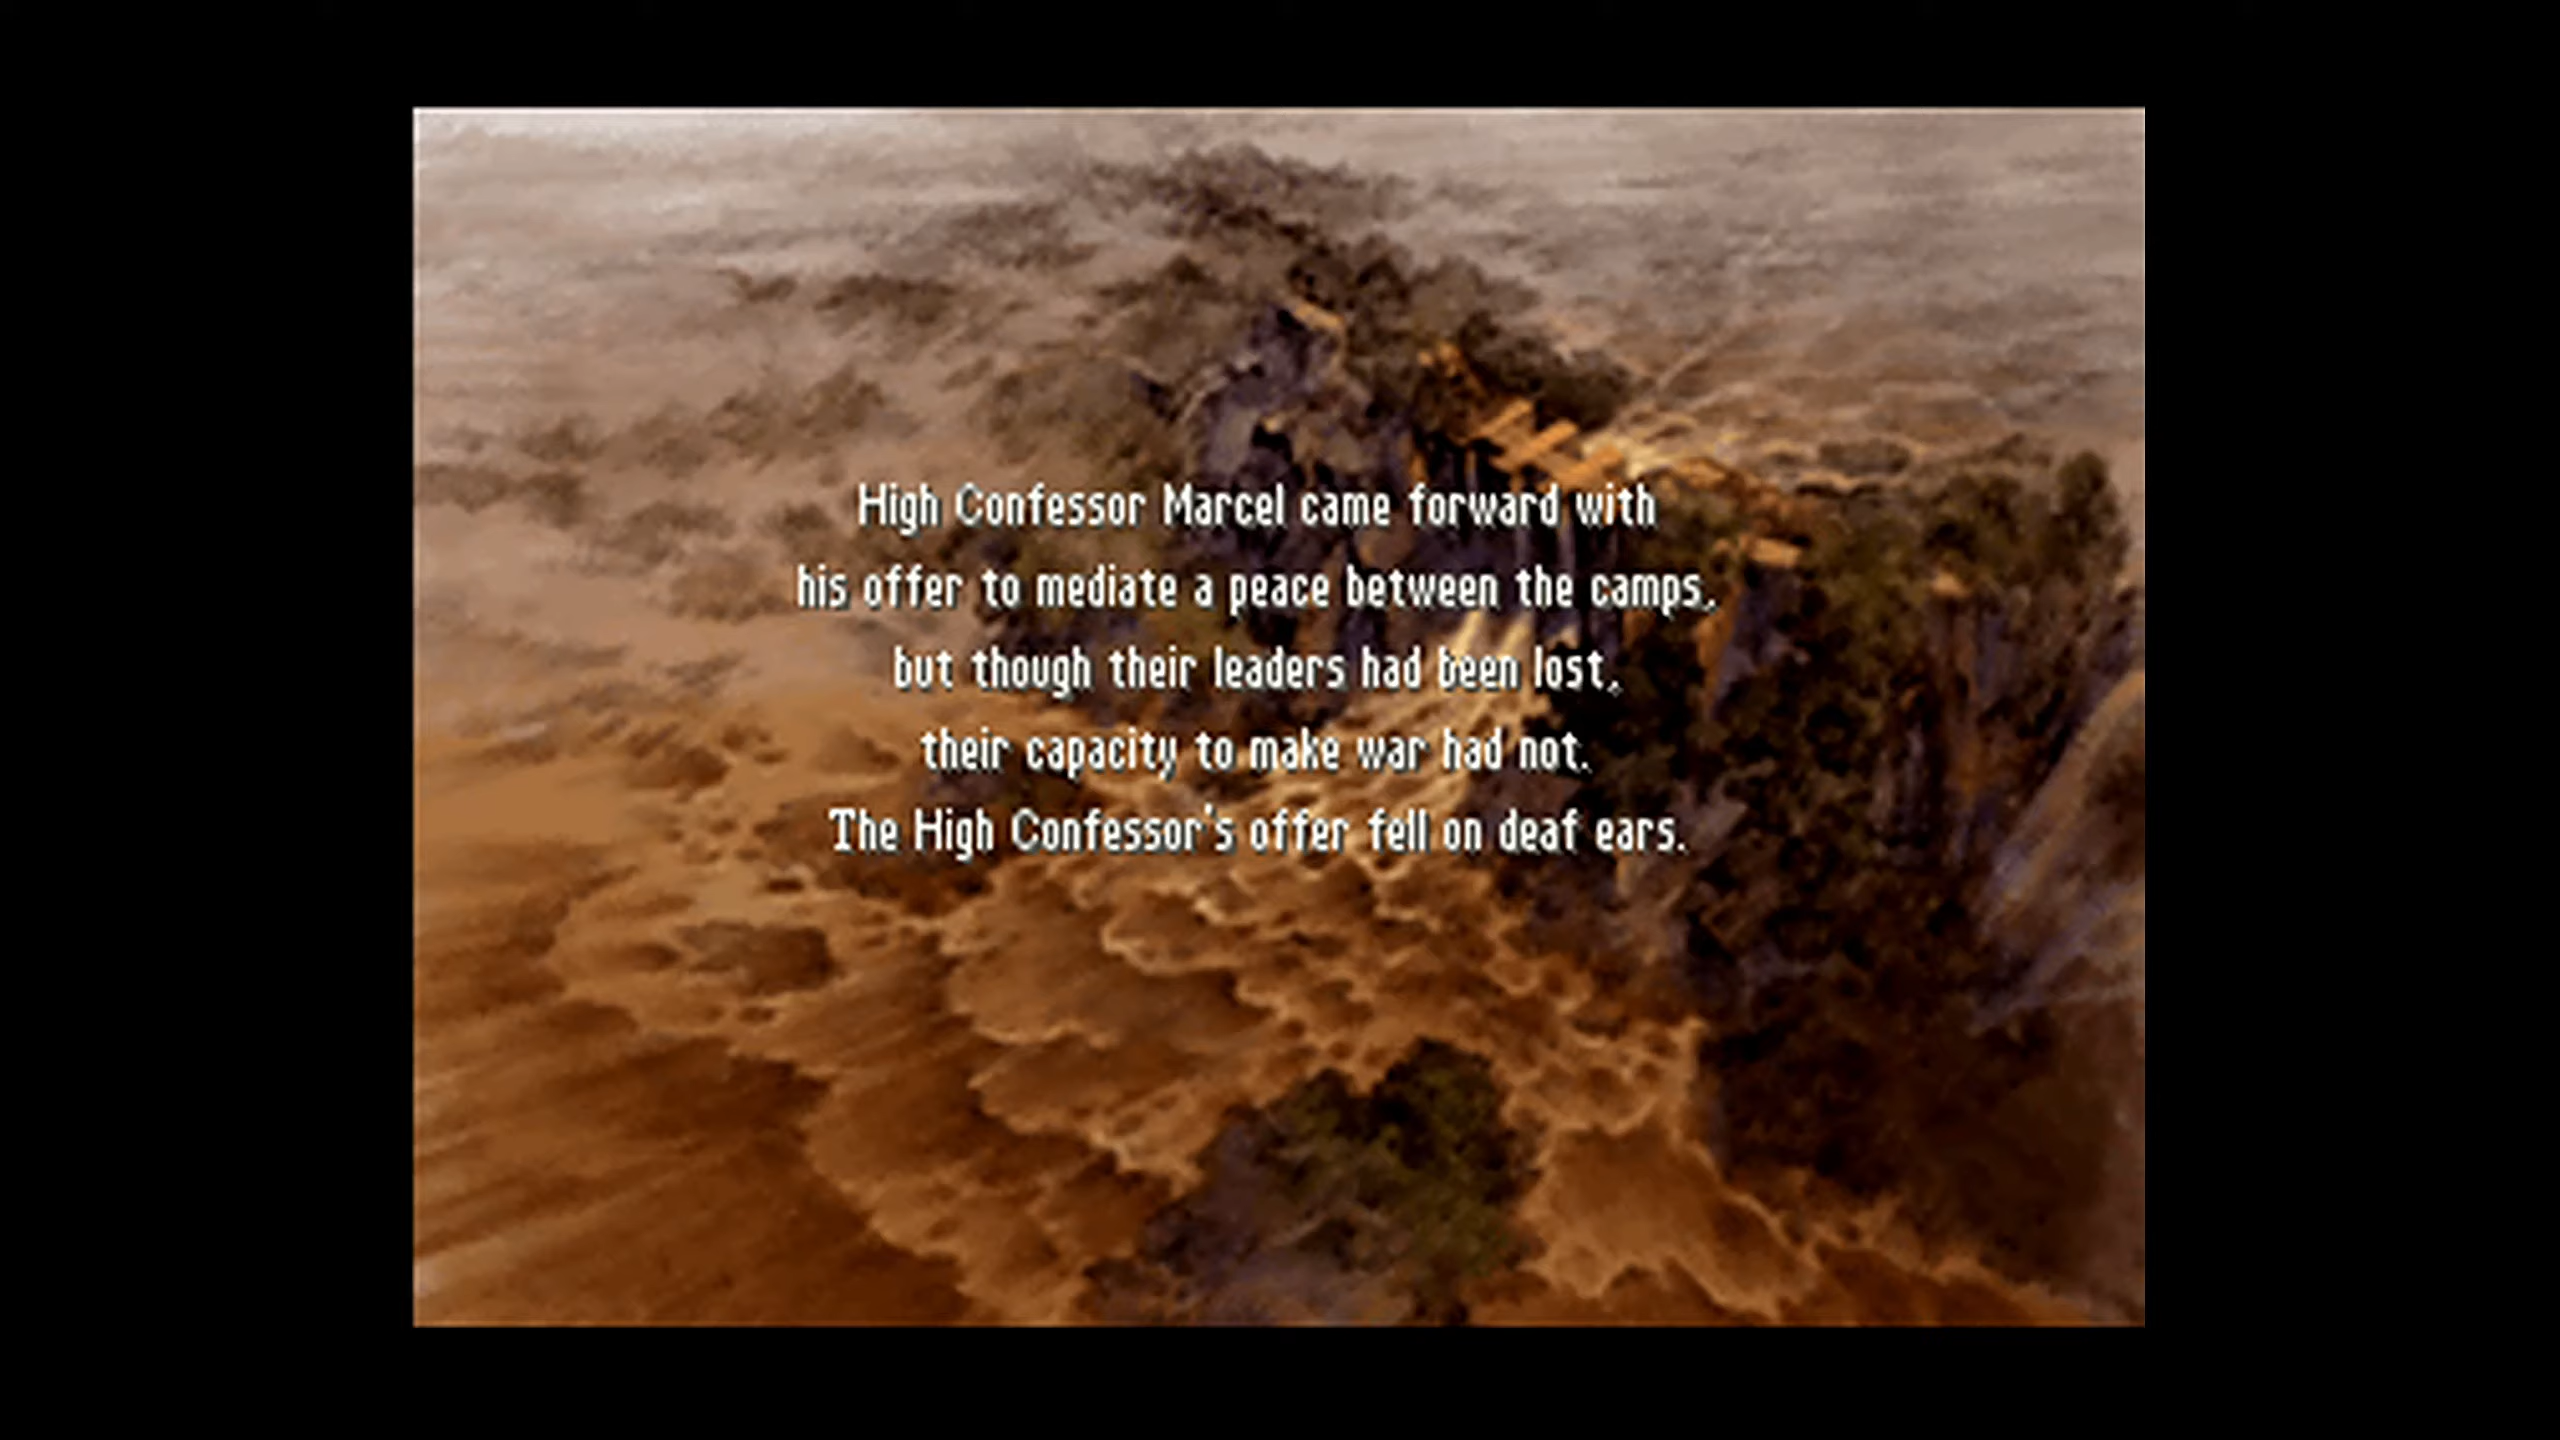 High Confessor Marcel came forward with
his offer to mediate a peace between the camps,
but though their leaders had been lost,
their capacity to make war had not.
The High Confessor's offer fell on deaf ears.